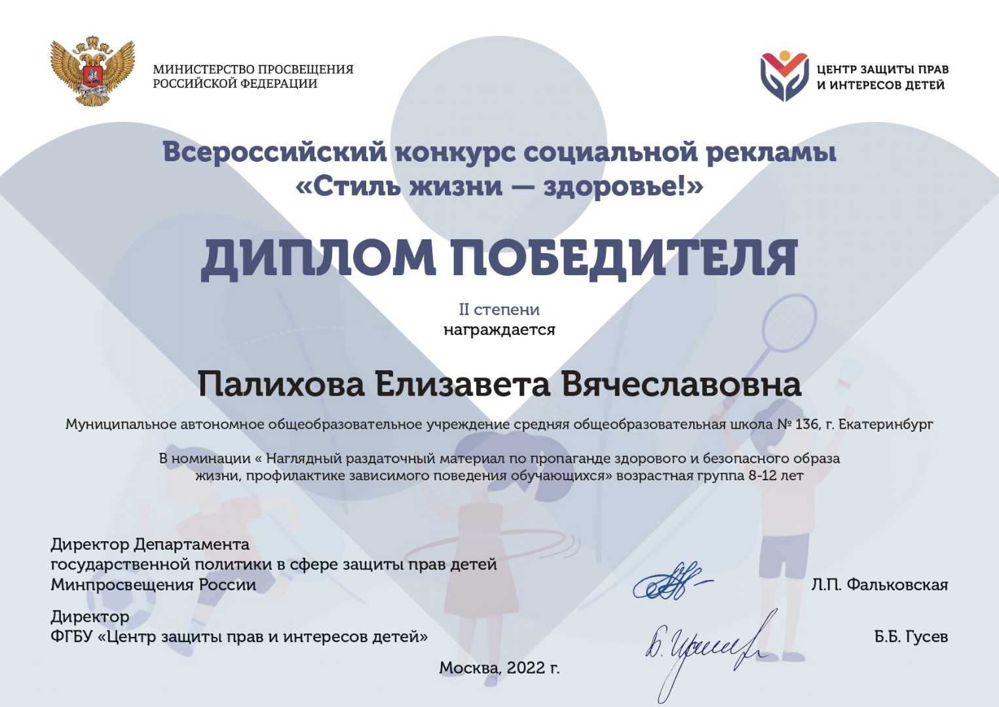 МИНИСТЕРСТВО ПРОСВЕЩЕНИЯ
РОССИЙСКОЙ ФЕДЕРАЦИИ
ЦЕНТР ЗАЩИТЫ ПРАВ
И ИНТЕРЕСОВ ДЕТЕЙ
Всероссийский конкурс социальной рекламы
«Стиль жизни — здоровье!»
ДИПЛОМ ПОБЕДИТЕЛЯ
II степени
награждается
Палихова Елизавета Вячеславовна
Муниципальное автономное общеобразовательное учреждение средняя общеобразовательная школа № 136, г. Екатеринбург
В номинации « Наглядный раздаточный материал по пропаганде здорового и безопасного образа
жизни, профилактике зависимого поведения обучающихся» возрастная группа 8-12 лет
Директор Департамента
государственной политики в сфере защиты прав детей
Минпросвещения России
Л.П. Фальковская
Директор
ФГБУ «Центр защиты прав и интересов детей»
Б.Б. Гусев
Москва, 2022 г.